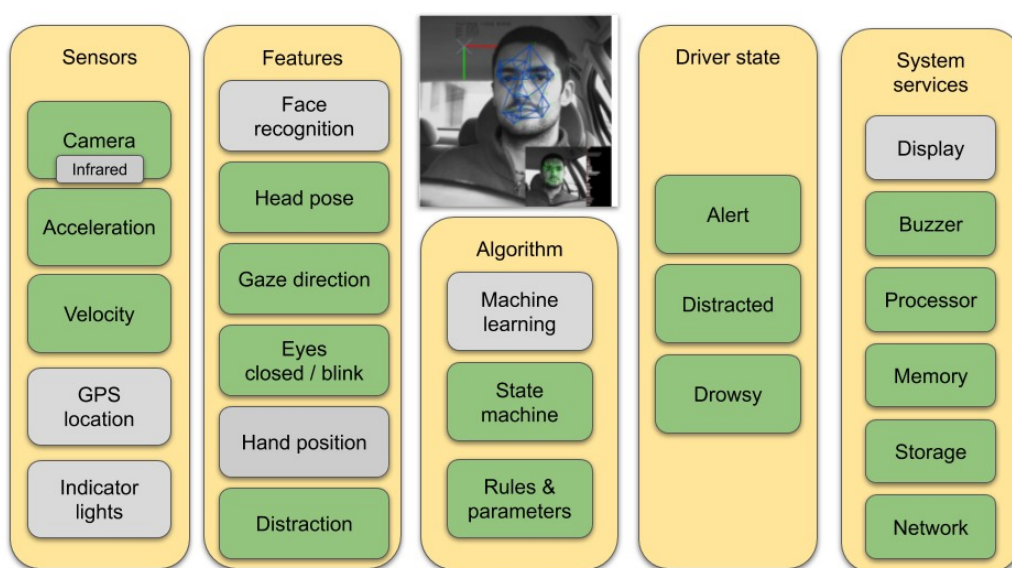 Sensors
Camera
Infrared
Acceleration
Velocity
GPS
location
Indicator
lights
Features
Face
recognition
Head pose
Gaze direction
Eyes
closed / blink
Hand position
Distraction
Algorithm
Machine
learning
State
machine
Rules &
parameters
Driver state
Alert
Distracted
Drowsy
System
services
Display
Buzzer
Processor
Memory
Storage
Network